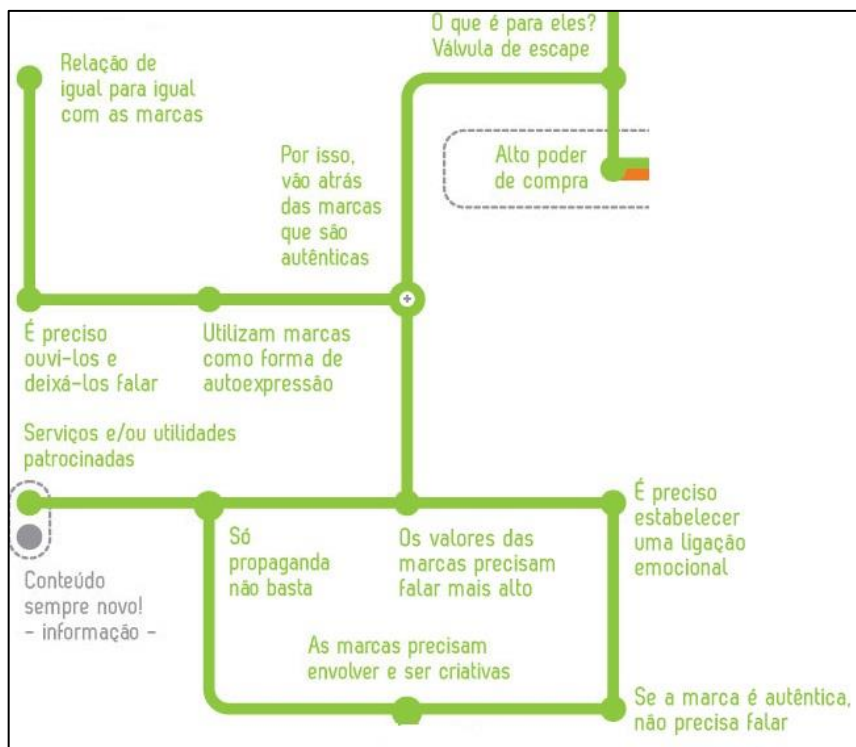 O que é para eles?
Válvula de escape
Relação de
igual para igual
com as marcas
Por isso,
vão atrás
das marcas
que são
autênticas
Alto poder
de compra
É preciso
ouvi-los e
deixá-los falar
Utilizam marcas
como forma de
autoexpressão
Serviços e/ou utilidades
patrocinadas
Só
propaganda
não basta
Os valores das
marcas precisam
falar mais alto
É preciso
estabelecer
uma ligação
emocional
Conteúdo
sempre novo!
- informação -
As marcas precisam
envolver e ser criativas
Se a marca é autêntica,
não precisa falar